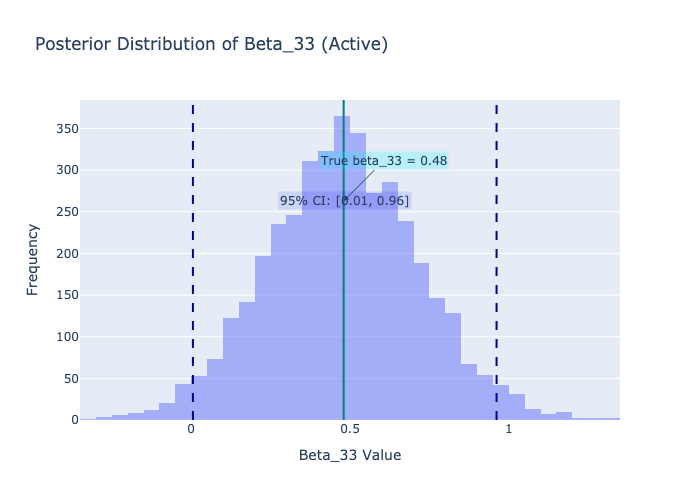 Posterior Distribution of Beta_33 (Active)
350
300
250
200
150
100
50
0
Frequency
True beta_33 = 0.48
95% CI: [0.01, 0.96]
0
0.5
1
Beta_33 Value